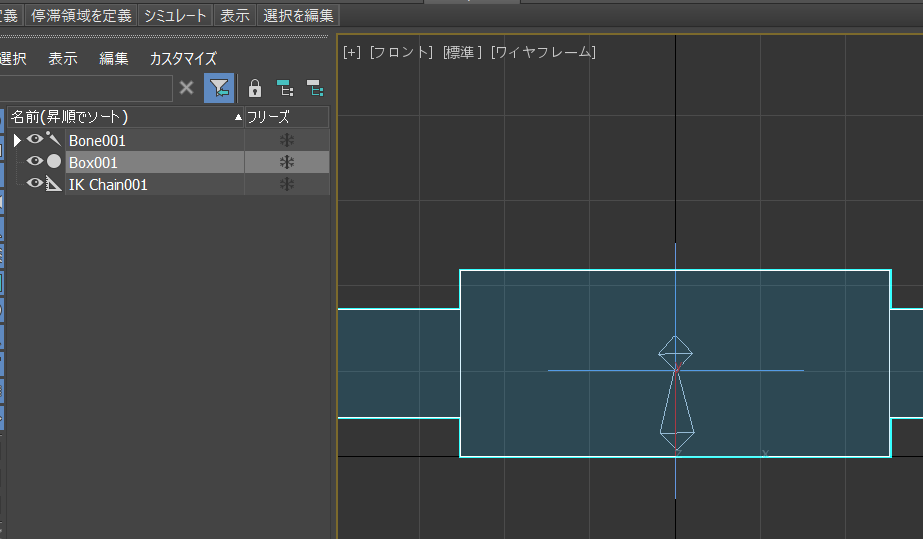 義 停滞領域を定義 シミュレート 表示 選択を編集
選択 表示 編集 カスタマイズ
[+] [フロント] [標準] [ワイヤフレーム]
名前(昇順でソート) ▲ フリーズ
Bone001
Box001
IK Chain001
x